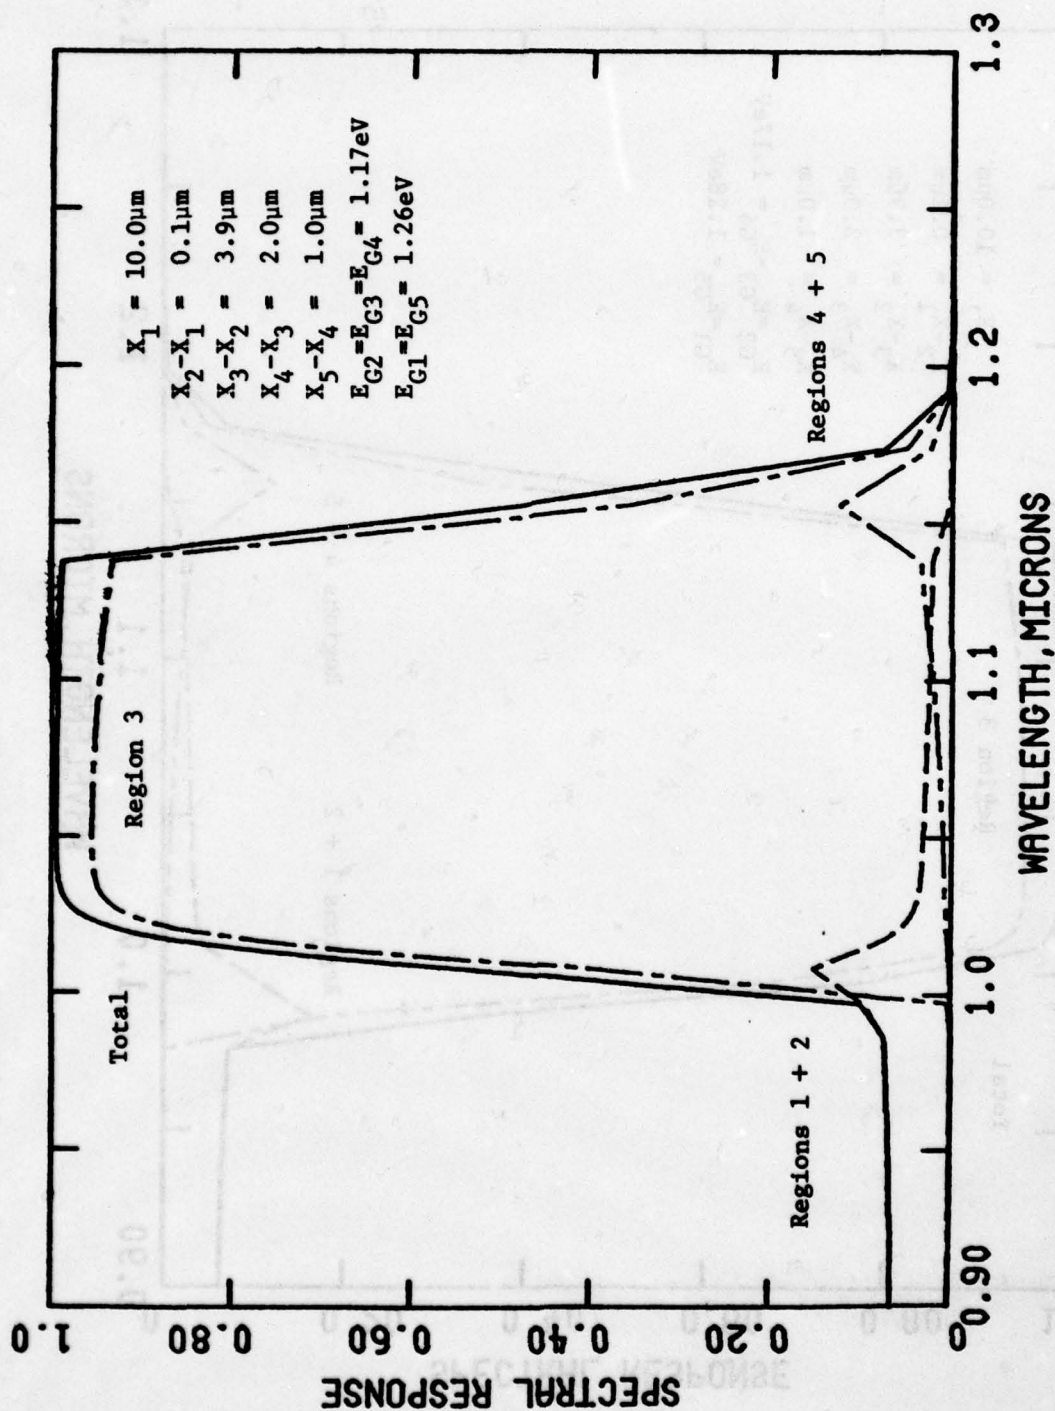 SPECTRAL RESPONSE
1.0
0.80
0.60
0.40
0.20
0
Total
Region 3
X1 = 10.0μm
X2-X1 = 0.1μm
X3-X2 = 3.9μm
X4-X3 = 2.0μm
X5-X4 = 1.0μm
EG2=EG3=EG4= 1.17eV
EG1=EG5= 1.26eV
Regions 1 + 2
Regions 4 + 5
0.90
1.0
1.1
1.2
1.3
WAVELENGTH,MICRONS